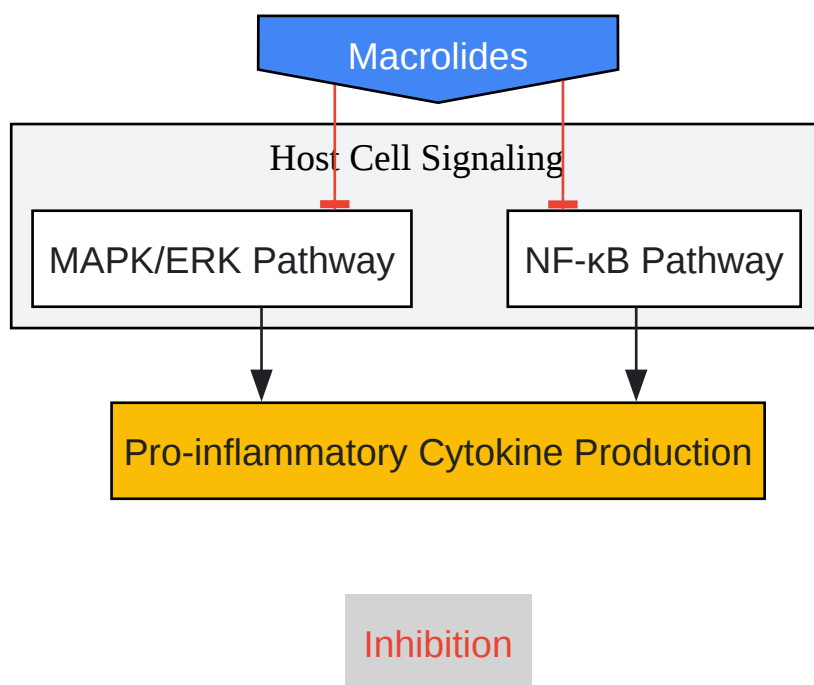 Macrolides
Host Cell Signaling
MAPK/ERK Pathway
NF-κB Pathway
Pro-inflammatory Cytokine Production
Inhibition